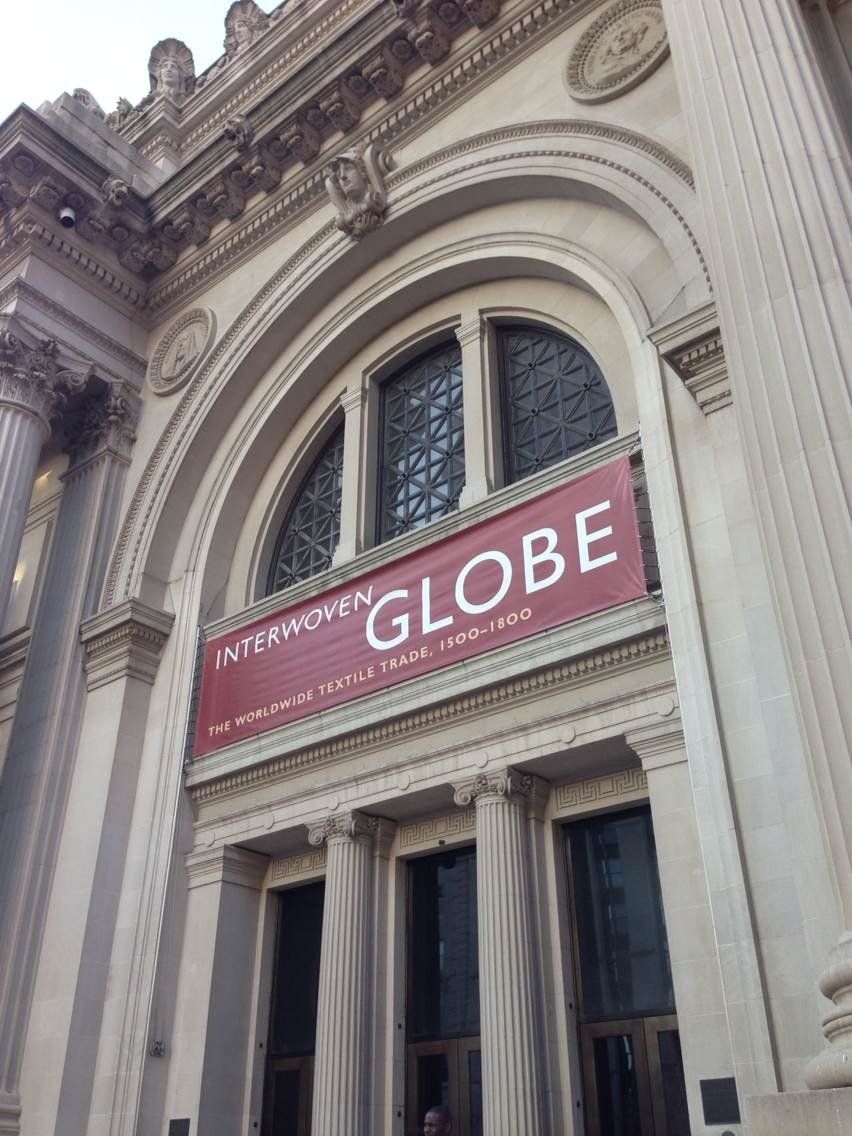 INTERWOVEN GLOBE
THE WORLDWIDE TEXTILE TRADE, 1500–1800